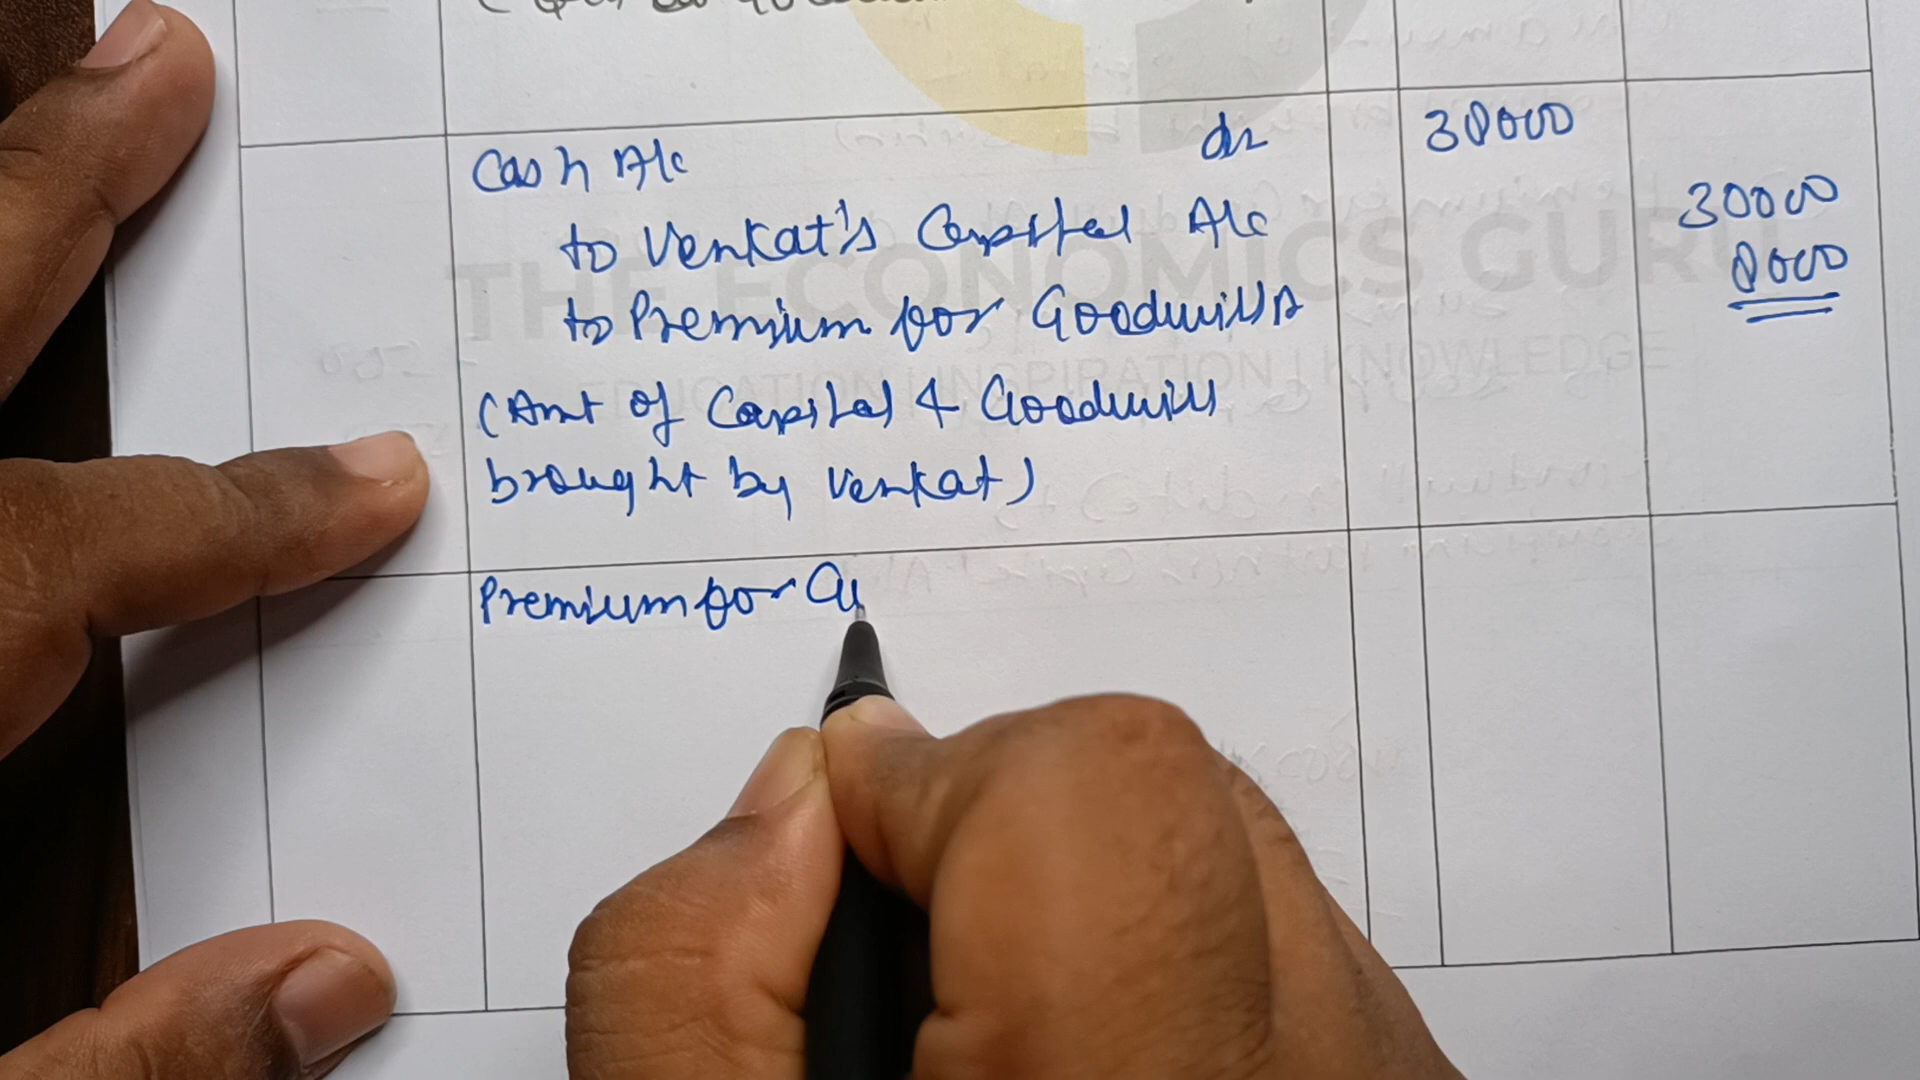 Cash A/c dr 38000
to Venkat's Capital A/c 30000
to Premium for Goodwill A 8000
(Amt of Capital & Goodwill
brought by Venkat)
Premium for
THE ECONOMICS GURU
EDUCATION | INSPIRATION | KNOWLEDGE